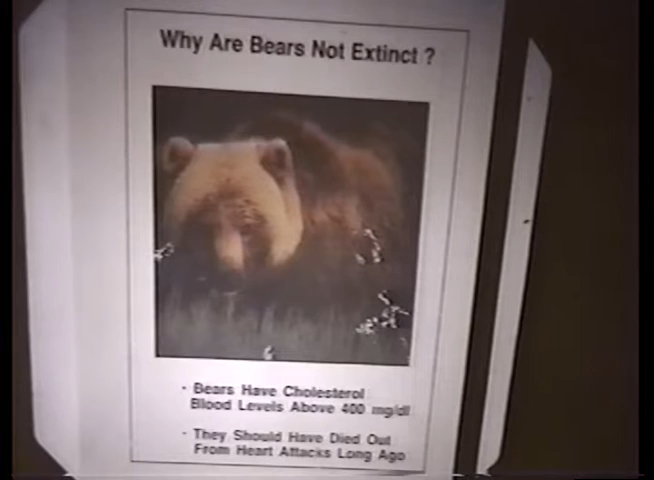 Why Are Bears Not Extinct ?
• Bears Have Cholesterol
Blood Levels Above 400 mg/dl
• They Should Have Died Out
From Heart Attacks Long Ago